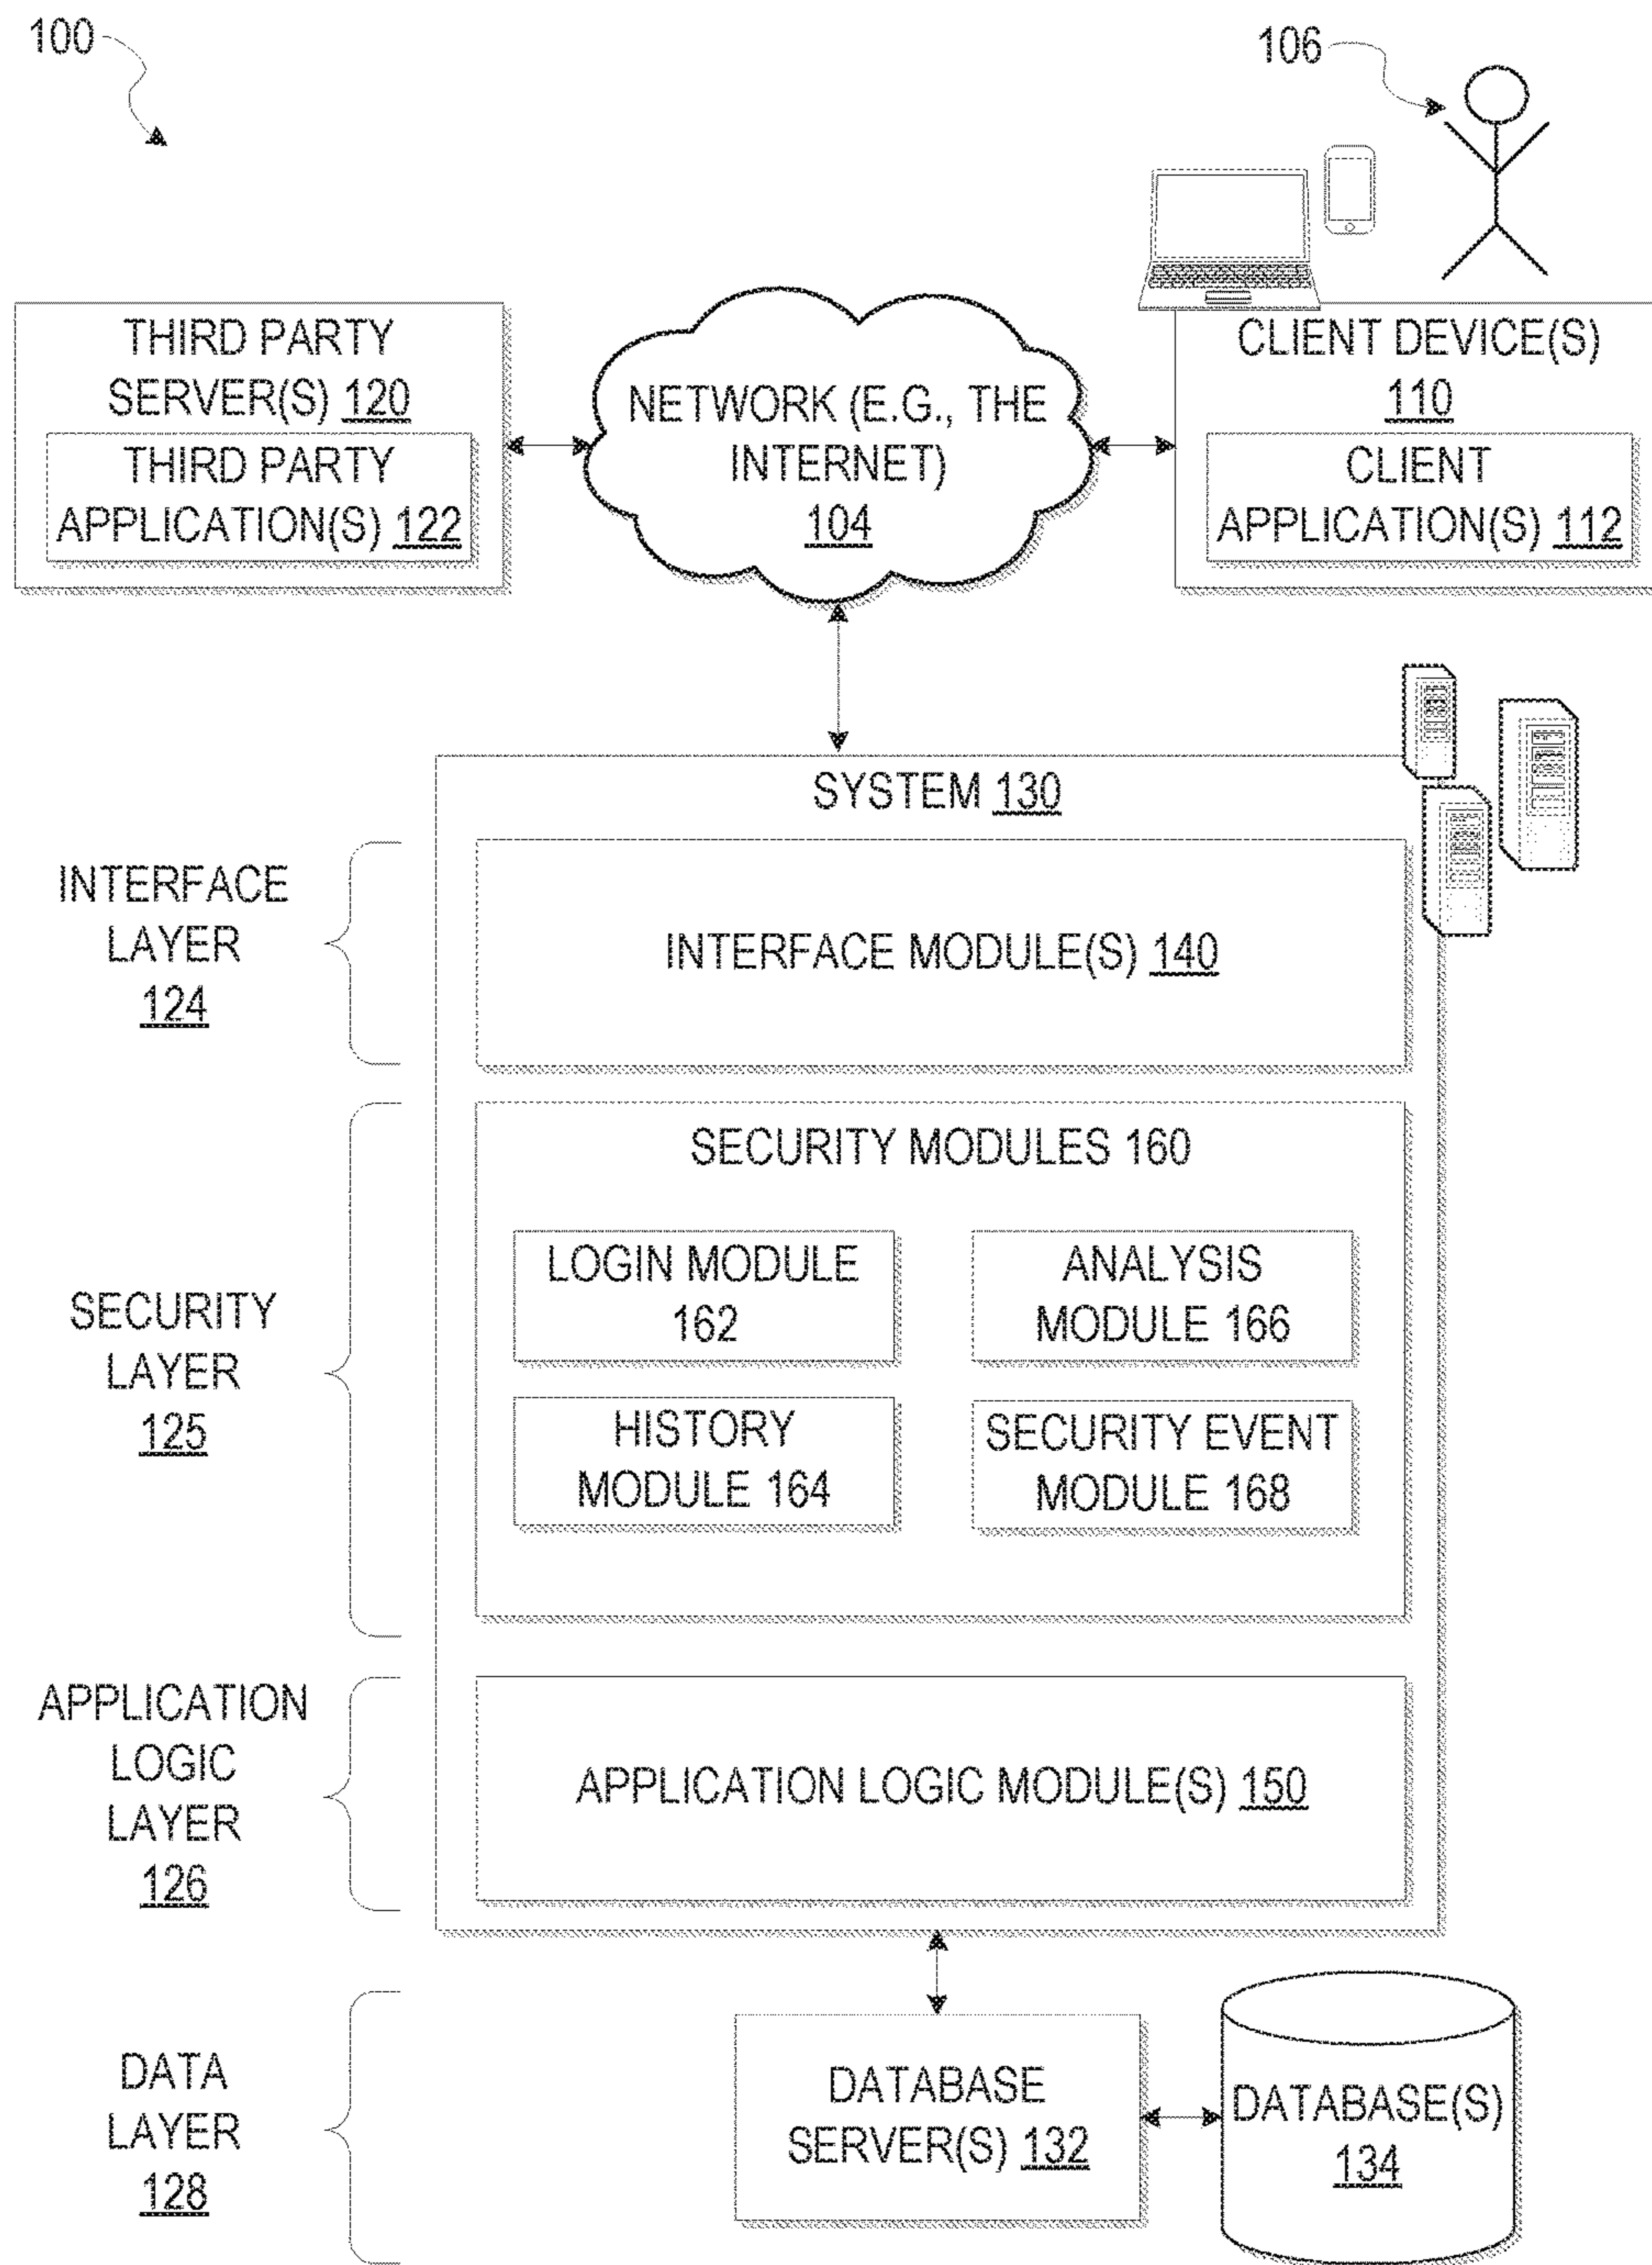 100
106
THIRD PARTY
SERVER(S) 120
THIRD PARTY
APPLICATION(S) 122
NETWORK (E.G., THE
INTERNET)
104
CLIENT DEVICE(S)
110
CLIENT
APPLICATION(S) 112
SYSTEM 130
INTERFACE
LAYER
124
INTERFACE MODULE(S) 140
SECURITY
LAYER
125
SECURITY MODULES 160
LOGIN MODULE
162
ANALYSIS
MODULE 166
HISTORY
MODULE 164
SECURITY EVENT
MODULE 168
APPLICATION
LOGIC
LAYER
126
APPLICATION LOGIC MODULE(S) 150
DATA
LAYER
128
DATABASE
SERVER(S) 132
DATABASE(S)
134